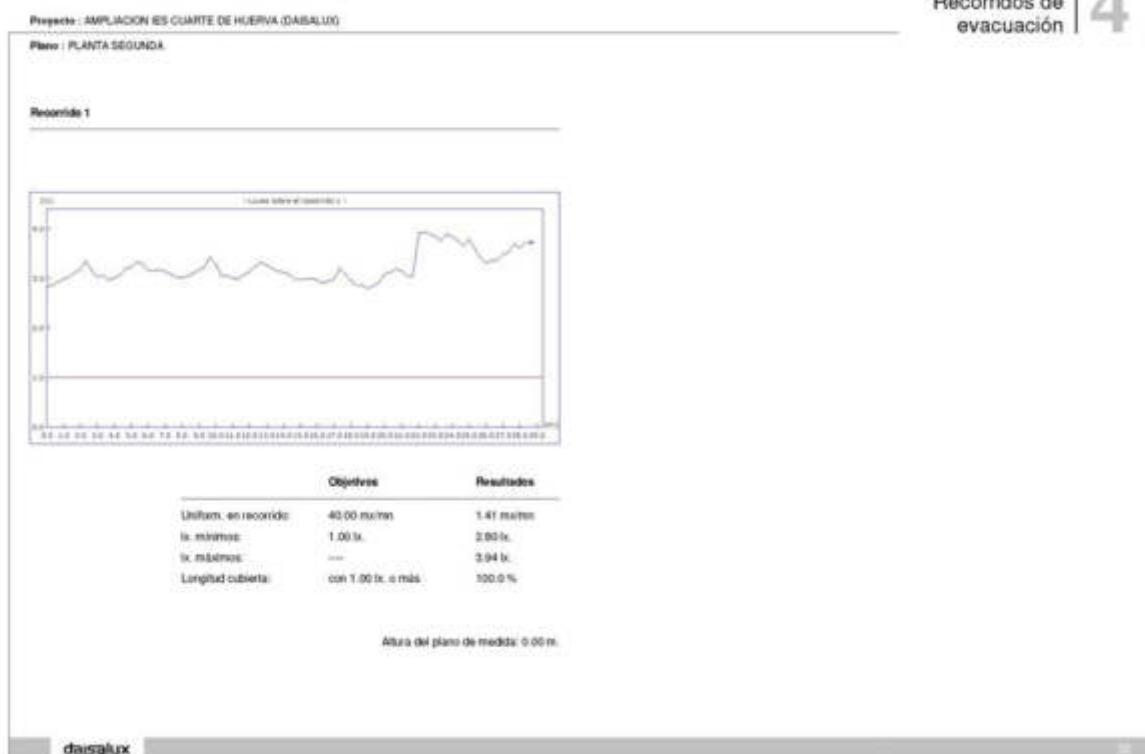 Recorridos de
evacuación
4
Proyecto : AMPLIACION IES CUARTE DE HUERVA (DAISALUX)
Plano : PLANTA SEGUNDA
Recorrido 1
Objetivos Resultados
Uniform. en recorrido: 40.00 mx/mn 1.41 mx/mn
lx. mínimos: 1.00 lx. 2.80 lx.
lx. máximos: ---- 3.94 lx.
Longitud cubierta: con 1.00 lx. o más 100.0 %
Altura del plano de medida: 0.00 m.
daisalux